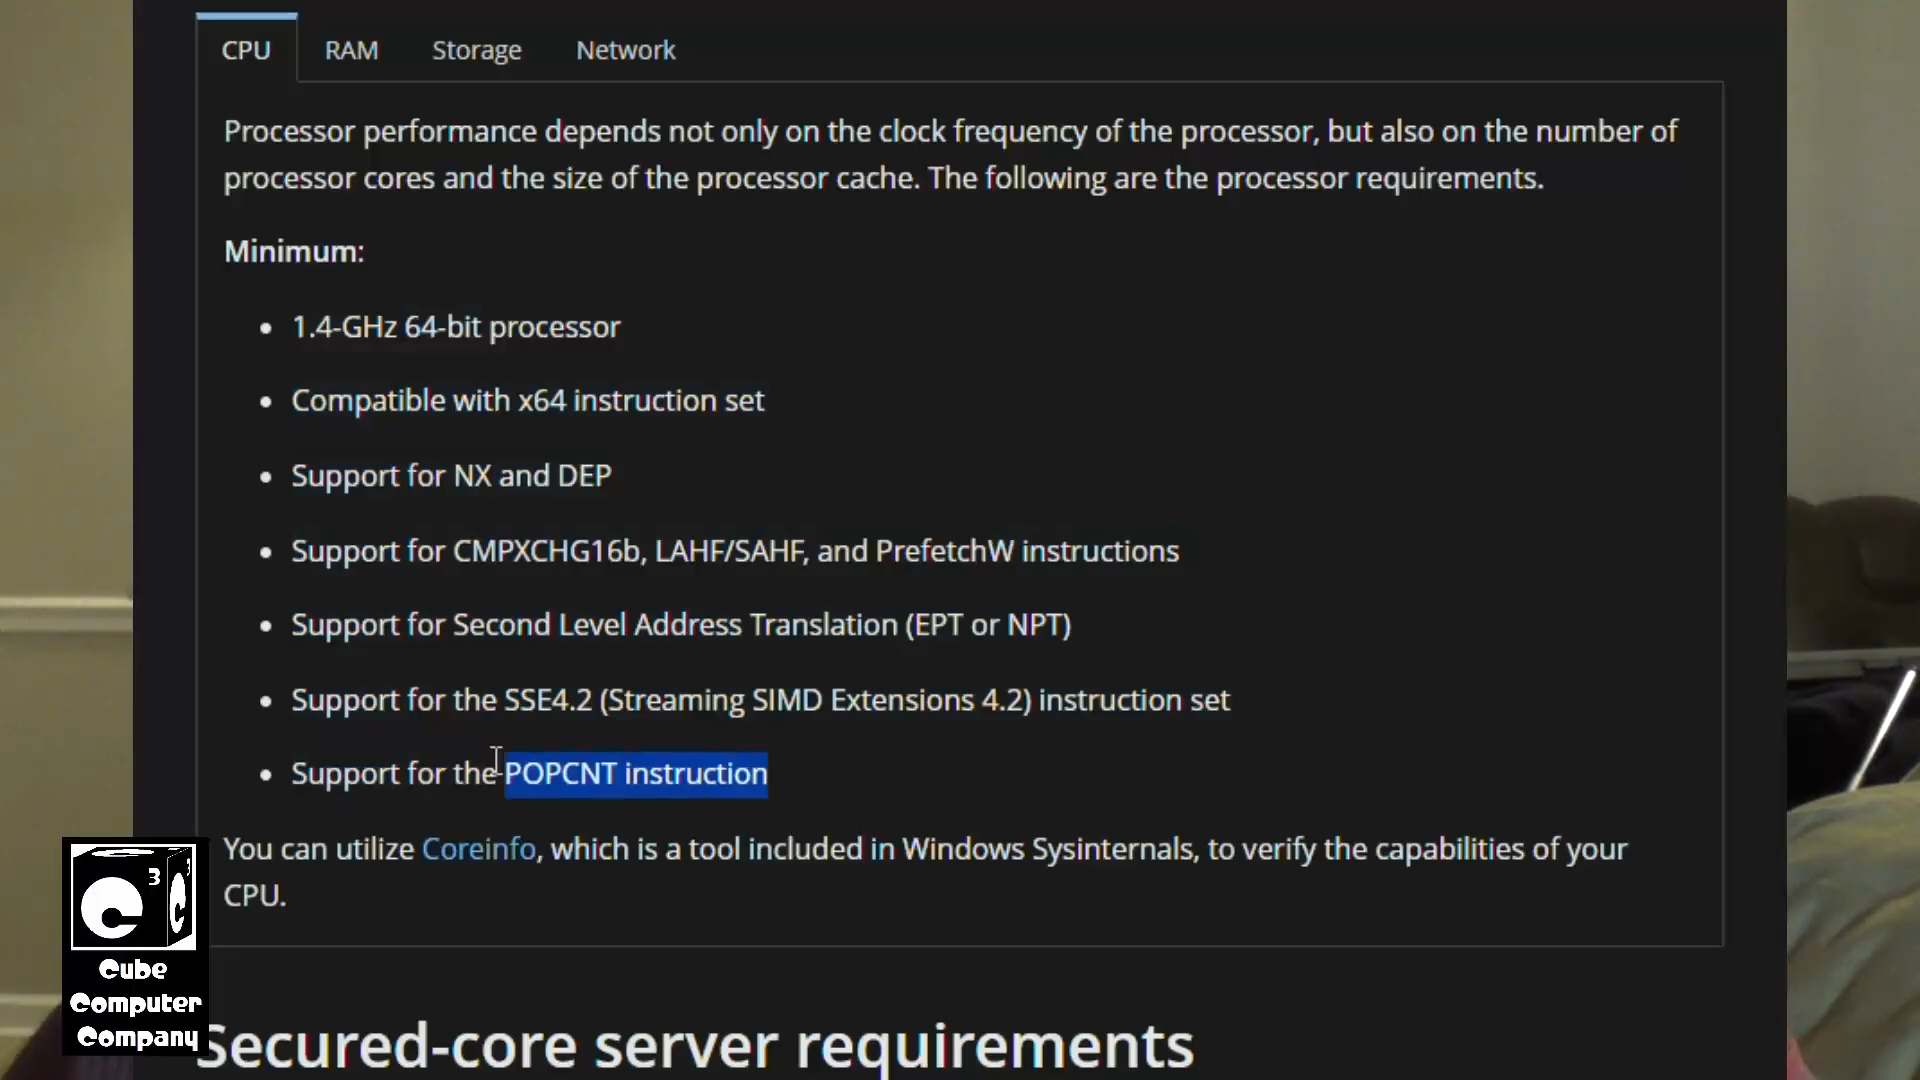 CPU RAM Storage Network
Processor performance depends not only on the clock frequency of the processor, but also on the number of
processor cores and the size of the processor cache. The following are the processor requirements.
Minimum:
• 1.4-GHz 64-bit processor
• Compatible with x64 instruction set
• Support for NX and DEP
• Support for CMPXCHG16b, LAHF/SAHF, and PrefetchW instructions
• Support for Second Level Address Translation (EPT or NPT)
• Support for the SSE4.2 (Streaming SIMD Extensions 4.2) instruction set
• Support for the POPCNT instruction
You can utilize Coreinfo, which is a tool included in Windows Sysinternals, to verify the capabilities of your
CPU.
C3 C3
Cube
Computer
Company
Secured-core server requirements